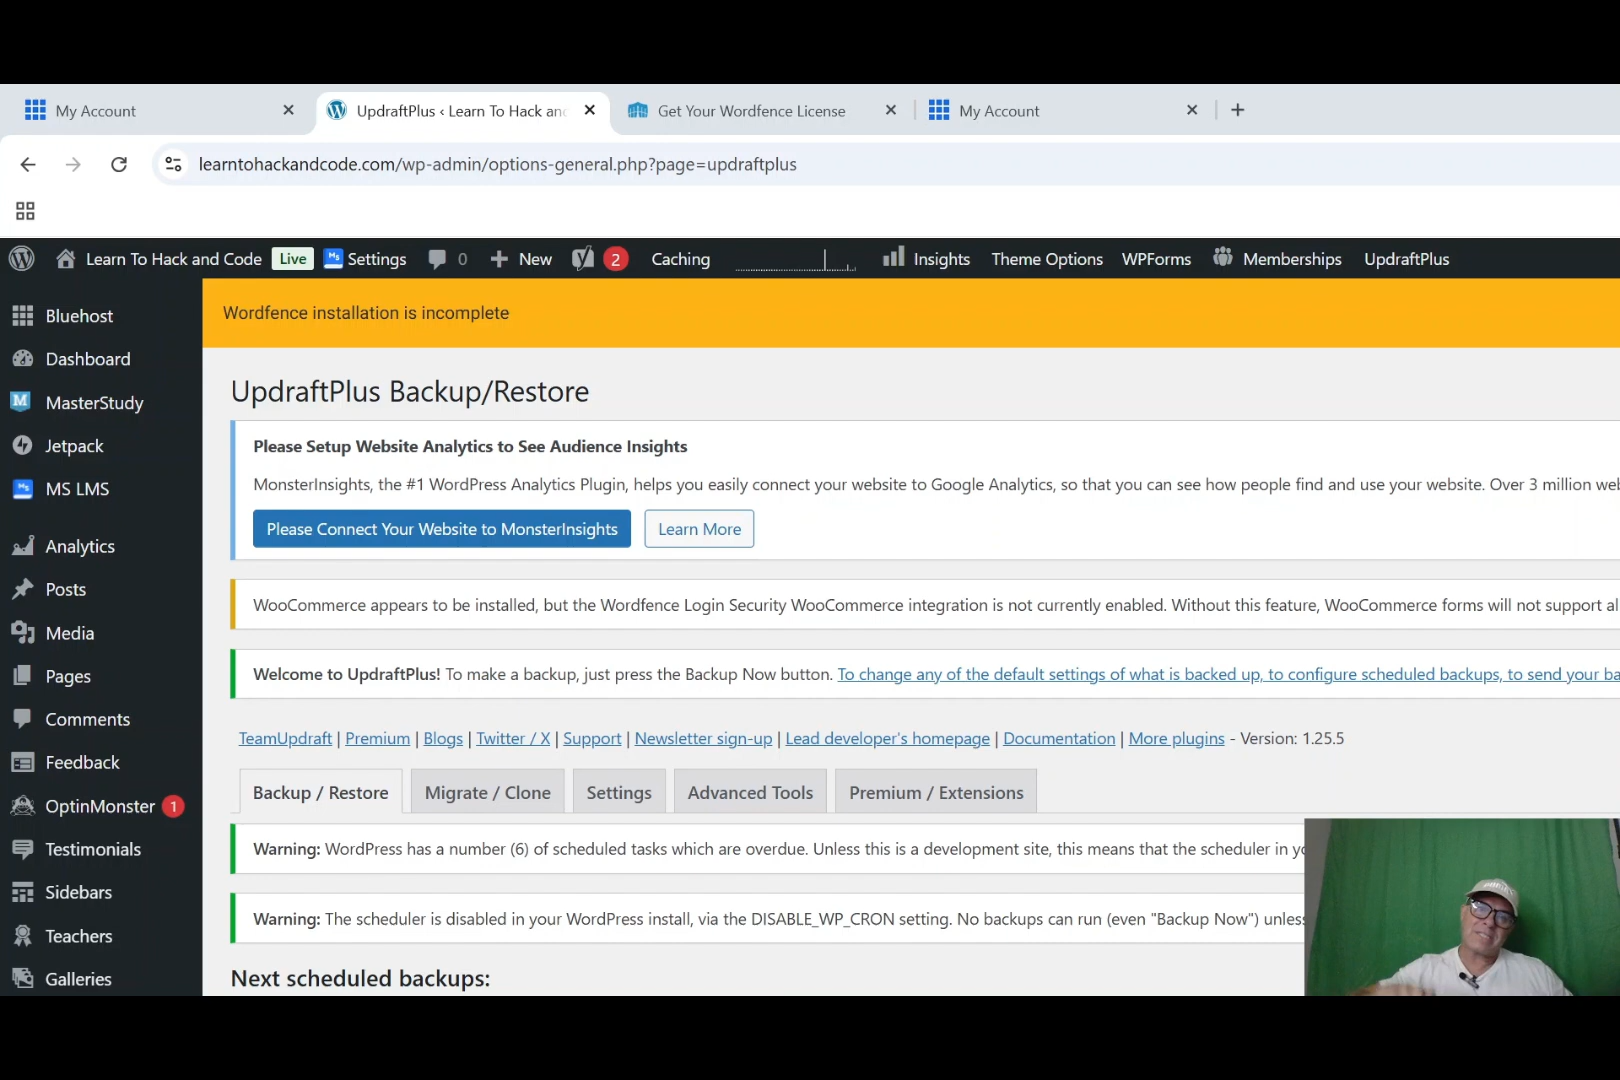 My Account
UpdraftPlus ‹ Learn To Hack an
Get Your Wordfence License
My Account
learntohackandcode.com/wp-admin/options-general.php?page=updraftplus
Learn To Hack and Code Live Settings 0 New 2 Caching Insights Theme Options WPForms Memberships UpdraftPlus
Bluehost
Dashboard
MasterStudy
Jetpack
MS LMS
Analytics
Posts
Media
Pages
Comments
Feedback
OptinMonster 1
Testimonials
Sidebars
Teachers
Galleries
Wordfence installation is incomplete
UpdraftPlus Backup/Restore
Please Setup Website Analytics to See Audience Insights
MonsterInsights, the #1 WordPress Analytics Plugin, helps you easily connect your website to Google Analytics, so that you can see how people find and use your website. Over 3 million
Please Connect Your Website to MonsterInsights Learn More
WooCommerce appears to be installed, but the Wordfence Login Security WooCommerce integration is not currently enabled. Without this feature, WooCommerce forms will not support al
Welcome to UpdraftPlus! To make a backup, just press the Backup Now button. To change any of the default settings of what is backed up, to configure scheduled backups, to send your ba
TeamUpdraft | Premium | Blogs | Twitter / X | Support | Newsletter sign-up | Lead developer's homepage | Documentation | More plugins - Version: 1.25.5
Backup / Restore Migrate / Clone Settings Advanced Tools Premium / Extensions
Warning: WordPress has a number (6) of scheduled tasks which are overdue. Unless this is a development site, this means that the scheduler in yo
Warning: The scheduler is disabled in your WordPress install, via the DISABLE_WP_CRON setting. No backups can run (even "Backup Now") unless
Next scheduled backups: